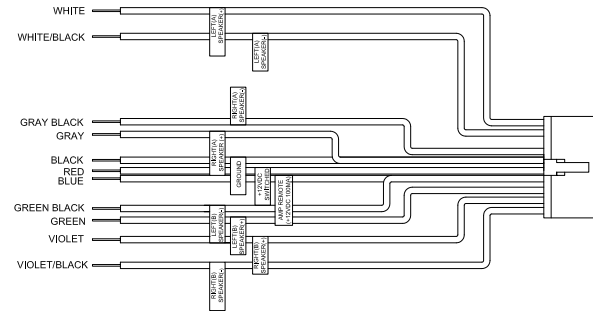 WHITE
LEFT(A)
SPEAKER(+)
WHITE/BLACK
LEFT(A)
SPEAKER(-)
RIGHT(A)
SPEAKER(-)
GRAY BLACK
GRAY
RIGHT(A)
SPEAKER (+)
BLACK
GROUND
RED
+12VDC
SWITCHED
BLUE
AMP REMOTE
(+12VDC 100MA)
GREEN BLACK
LEFT(B)
SPEAKER(-)
GREEN
LEFT(B)
SPEAKER(+)
VIOLET
RIGHT(B)
SPEAKER(+)
VIOLET/BLACK
RIGHT(B)
SPEAKER(-)